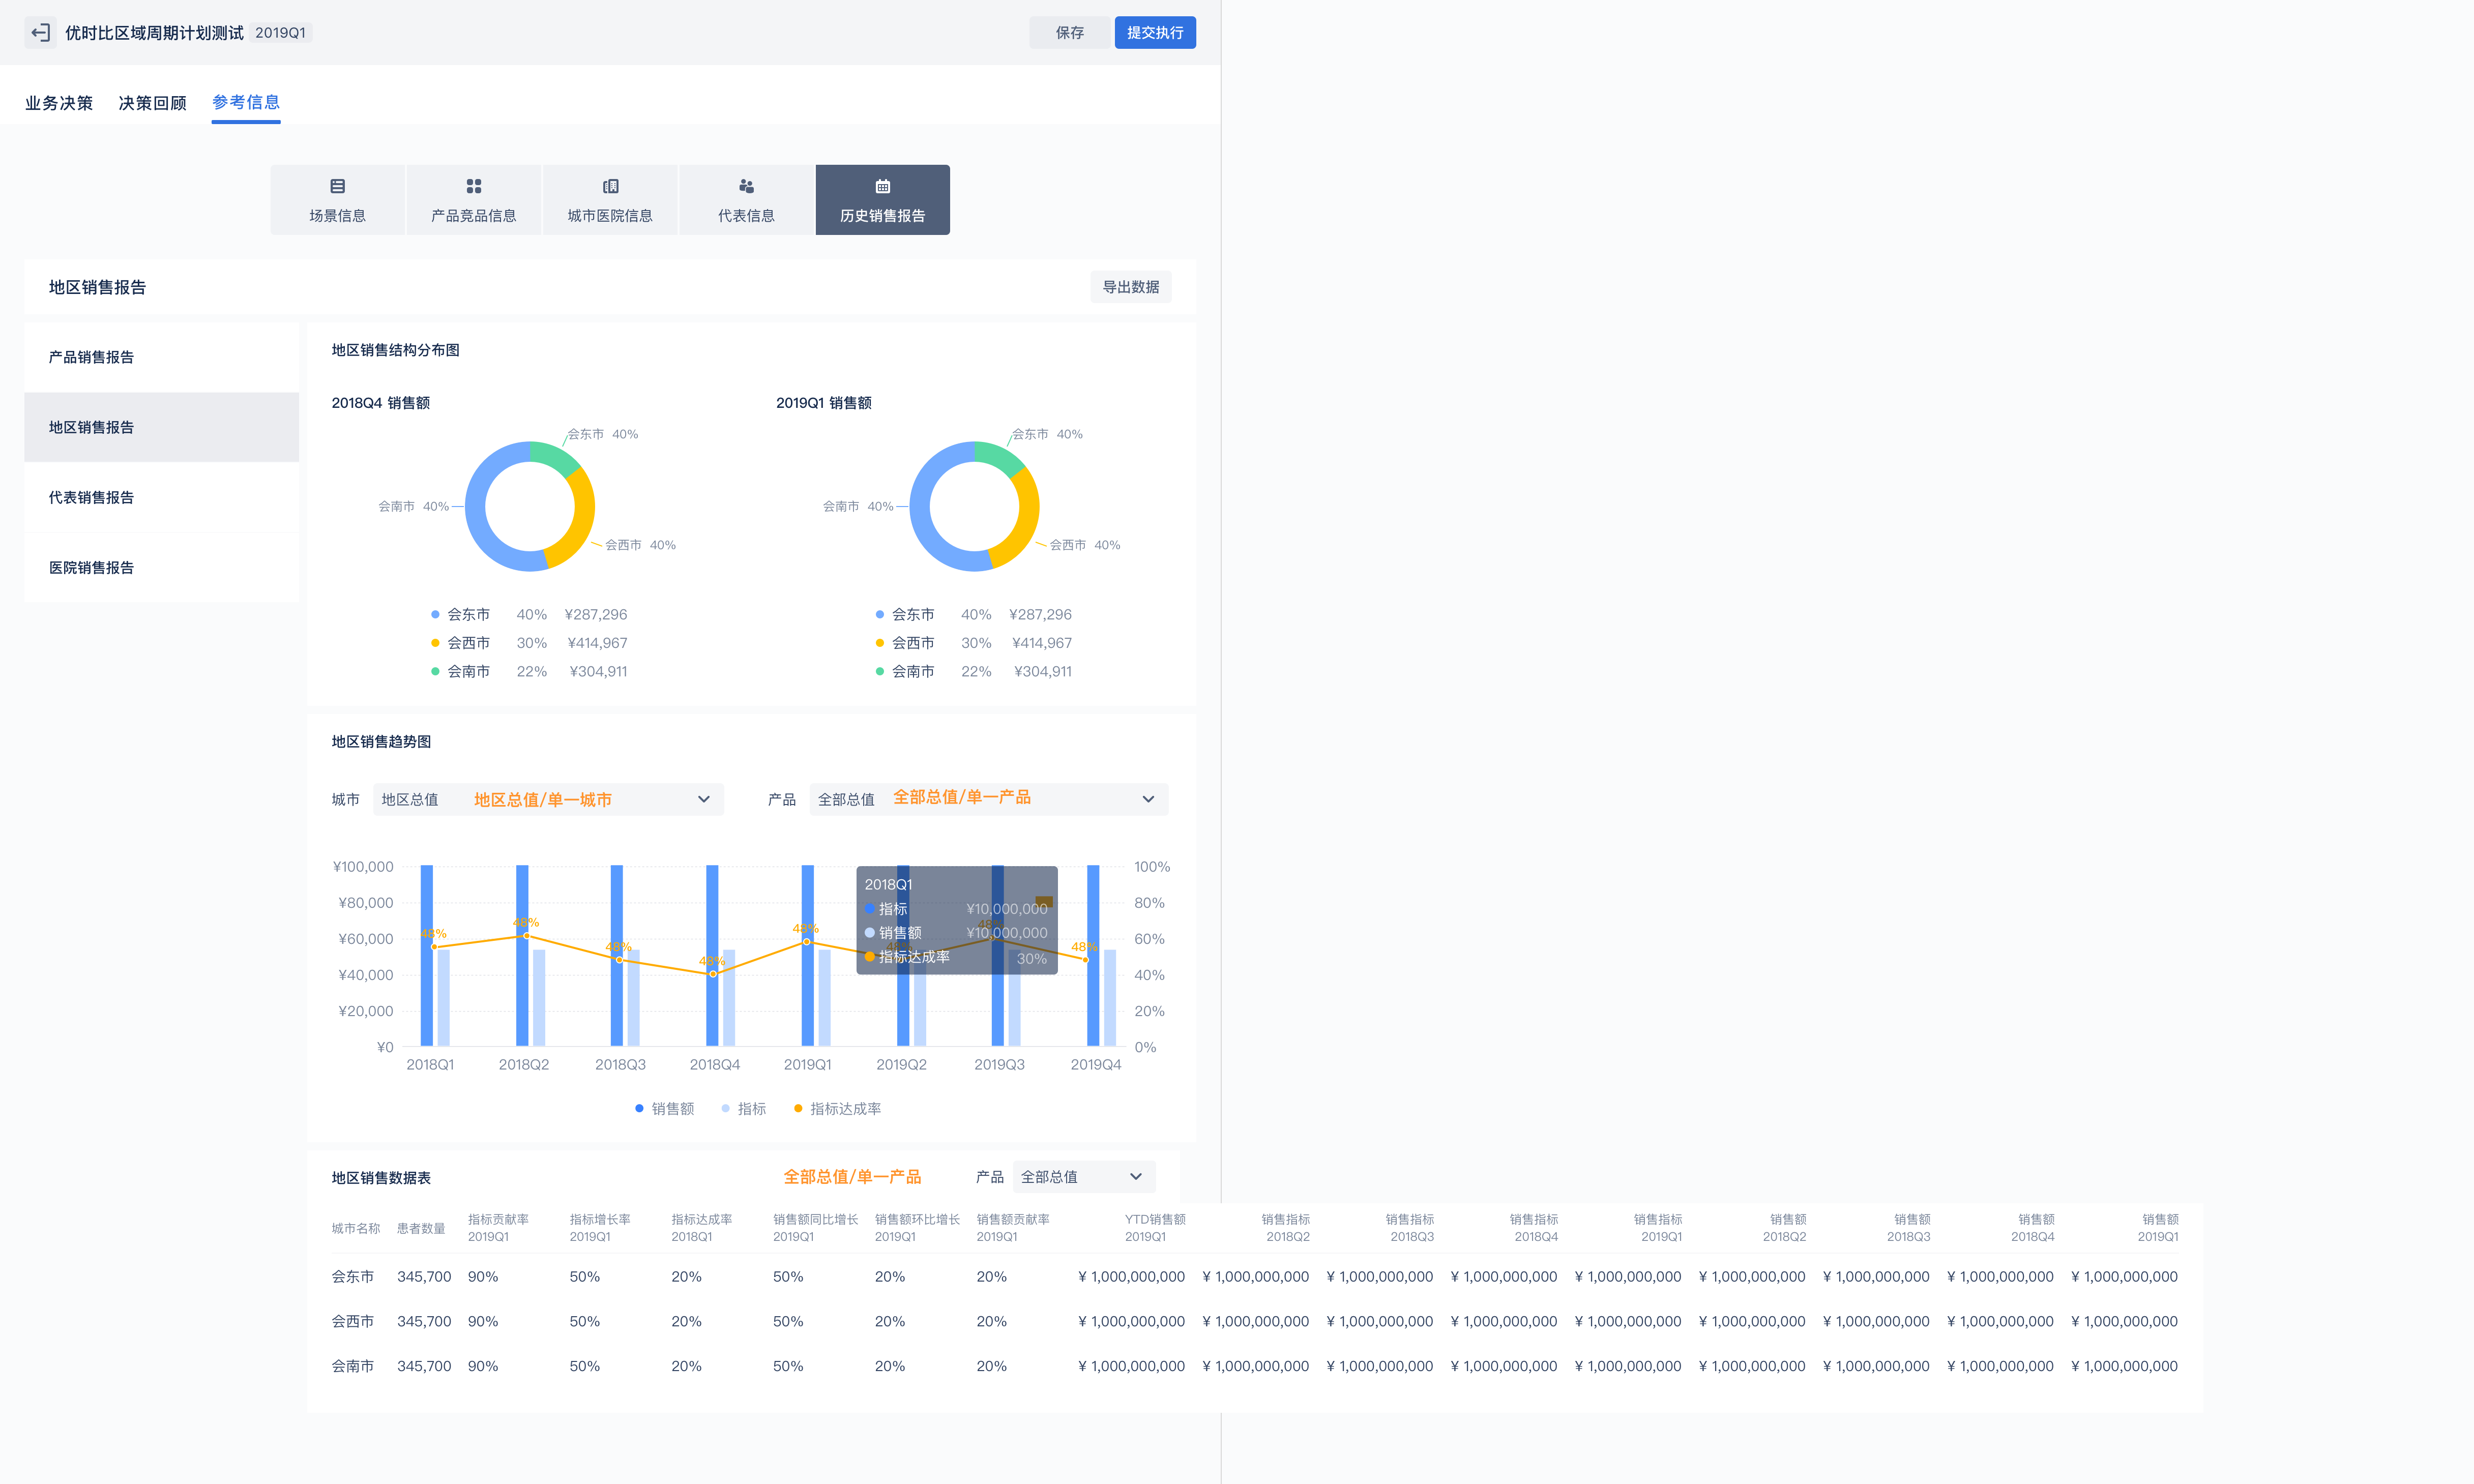 优时比区域周期计划测试 2019Q1 保存 提交执行
业务决策 决策回顾 参考信息
场景信息 产品竞品信息 城市医院信息 代表信息 历史销售报告
地区销售报告 导出数据
产品销售报告
地区销售报告
代表销售报告
医院销售报告
地区销售结构分布图
2018Q4 销售额
会东市 40%
会南市 40%
会西市 40%
会东市 40% ¥287,296
会西市 30% ¥414,967
会南市 22% ¥304,911
2019Q1 销售额
会东市 40%
会南市 40%
会西市 40%
会东市 40% ¥287,296
会西市 30% ¥414,967
会南市 22% ¥304,911
地区销售趋势图
城市 地区总值 地区总值/单一城市 产品 全部总值 全部总值/单一产品
¥100,000 100%
¥80,000 80%
¥60,000 60%
¥40,000 40%
¥20,000 20%
¥0 0%
48% 48% 48% 48% 48% 48% 48% 48%
2018Q1
指标 ¥10,000,000
销售额 ¥10,000,000
指标达成率 30%
2018Q1 2018Q2 2018Q3 2018Q4 2019Q1 2019Q2 2019Q3 2019Q4
销售额 指标 指标达成率
地区销售数据表 全部总值/单一产品 产品 全部总值
城市名称 患者数量 指标贡献率 指标增长率 指标达成率 销售额同比增长 销售额环比增长 销售额贡献率 YTD销售额 销售指标 销售指标 销售指标 销售指标 销售额 销售额 销售额 销售额
2019Q1 2019Q1 2018Q1 2019Q1 2019Q1 2019Q1 2019Q1 2018Q2 2018Q3 2018Q4 2019Q1 2018Q2 2018Q3 2018Q4 2019Q1
会东市 345,700 90% 50% 20% 50% 20% 20% ¥ 1,000,000,000 ¥ 1,000,000,000 ¥ 1,000,000,000 ¥ 1,000,000,000 ¥ 1,000,000,000 ¥ 1,000,000,000 ¥ 1,000,000,000 ¥ 1,000,000,000 ¥ 1,000,000,000
会西市 345,700 90% 50% 20% 50% 20% 20% ¥ 1,000,000,000 ¥ 1,000,000,000 ¥ 1,000,000,000 ¥ 1,000,000,000 ¥ 1,000,000,000 ¥ 1,000,000,000 ¥ 1,000,000,000 ¥ 1,000,000,000 ¥ 1,000,000,000
会南市 345,700 90% 50% 20% 50% 20% 20% ¥ 1,000,000,000 ¥ 1,000,000,000 ¥ 1,000,000,000 ¥ 1,000,000,000 ¥ 1,000,000,000 ¥ 1,000,000,000 ¥ 1,000,000,000 ¥ 1,000,000,000 ¥ 1,000,000,000